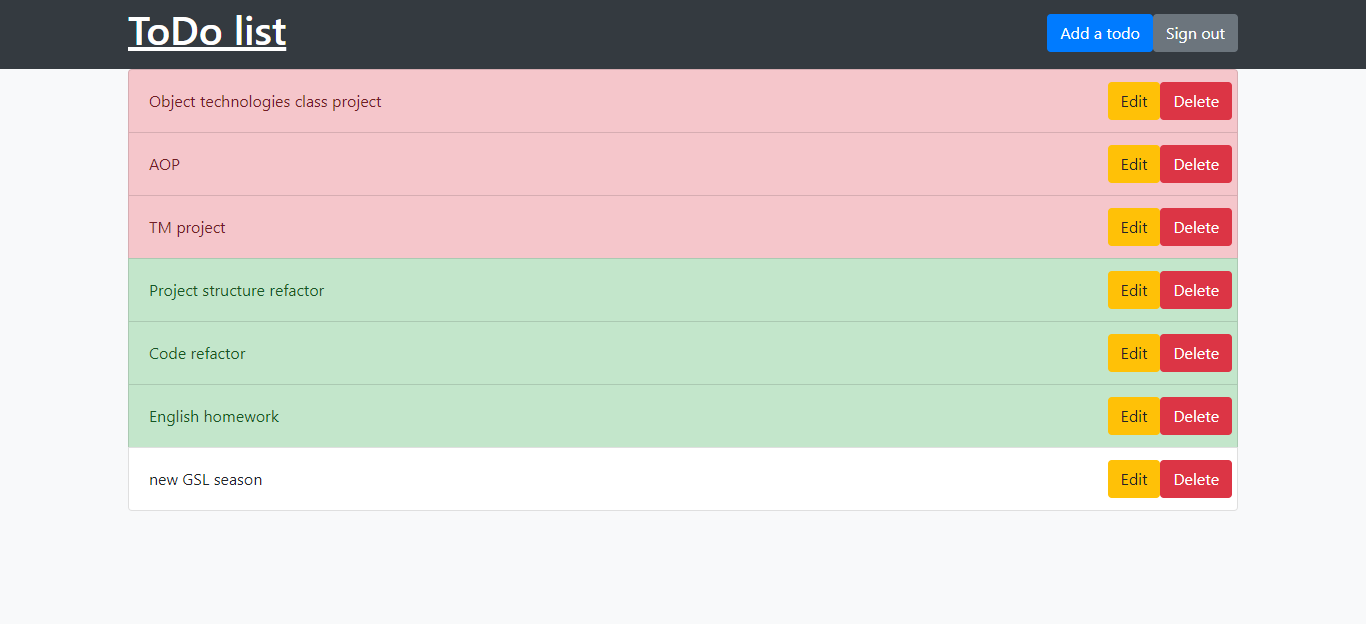 ToDo list Add a todo Sign out
Object technologies class project Edit Delete
AOP Edit Delete
TM project Edit Delete
Project structure refactor Edit Delete
Code refactor Edit Delete
English homework Edit Delete
new GSL season Edit Delete